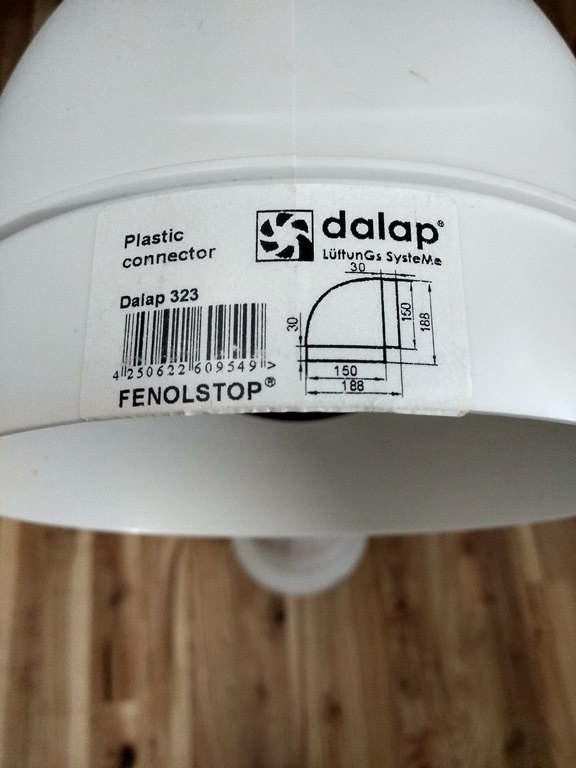 Plastic
connector
dalap®
LüftunGs SysteMe
Dalap 323
4 250622 609549 >
FENOLSTOP®
30
30
150
188
150
188